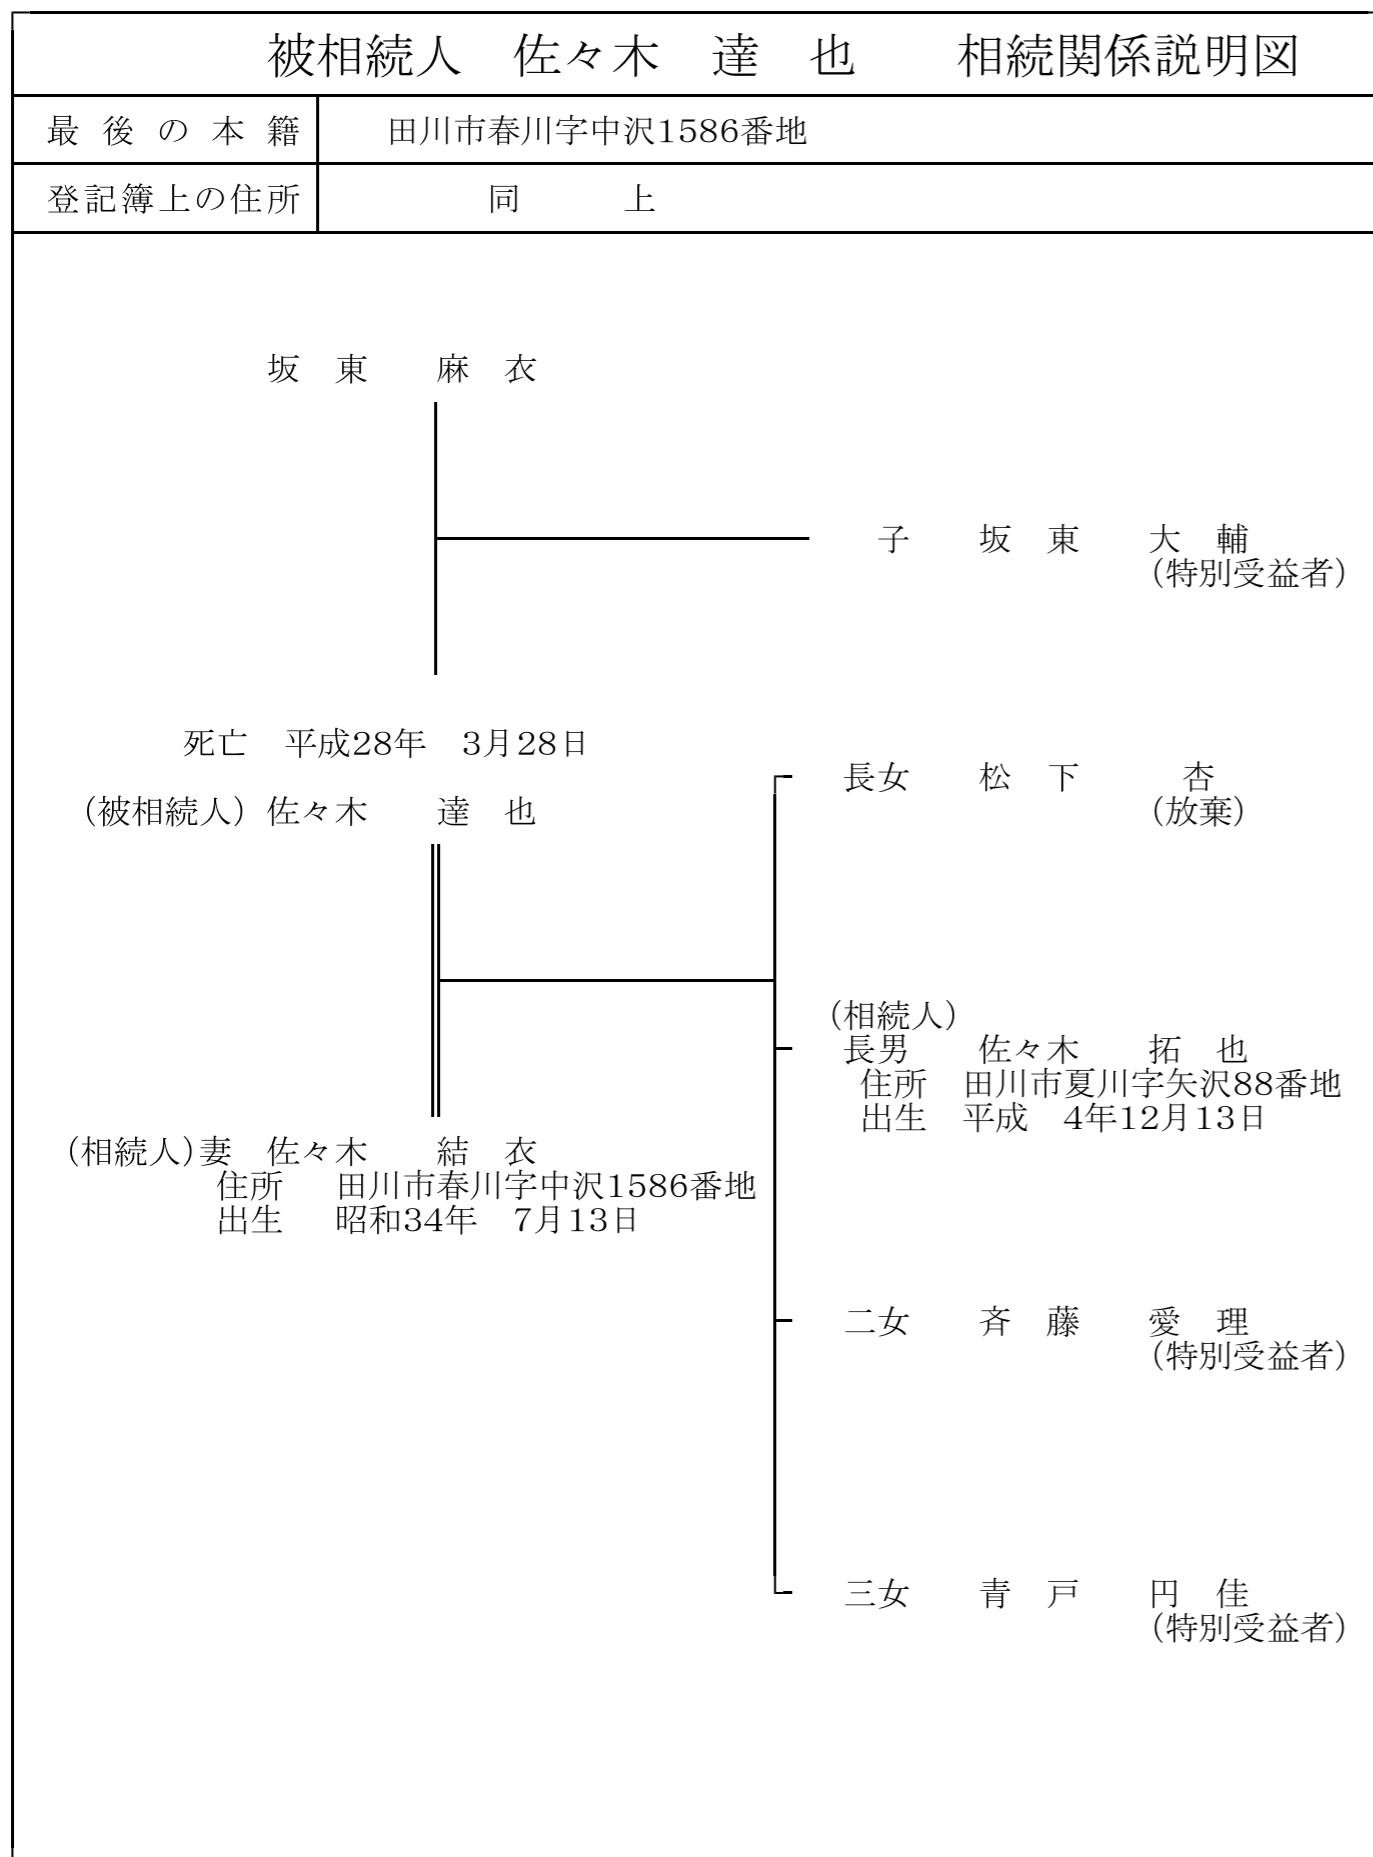 被相続人　佐々木　達　也　　相続関係説明図
最後の本籍　田川市春川字中沢1586番地
登記簿上の住所　同　　　上
坂　東　　麻　衣
子　　坂　東　　大　輔
（特別受益者）
死亡　平成28年　3月28日
（被相続人）佐々木　　達　也
長女　　松　下　　　杏
（放棄）
（相続人）
長男　　佐々木　　拓　也
住所　田川市夏川字矢沢88番地
出生　平成　4年12月13日
（相続人）妻　佐々木　　結　衣
住所　田川市春川字中沢1586番地
出生　昭和34年　7月13日
二女　　斉　藤　　愛　理
（特別受益者）
三女　　青　戸　　円　佳
（特別受益者）